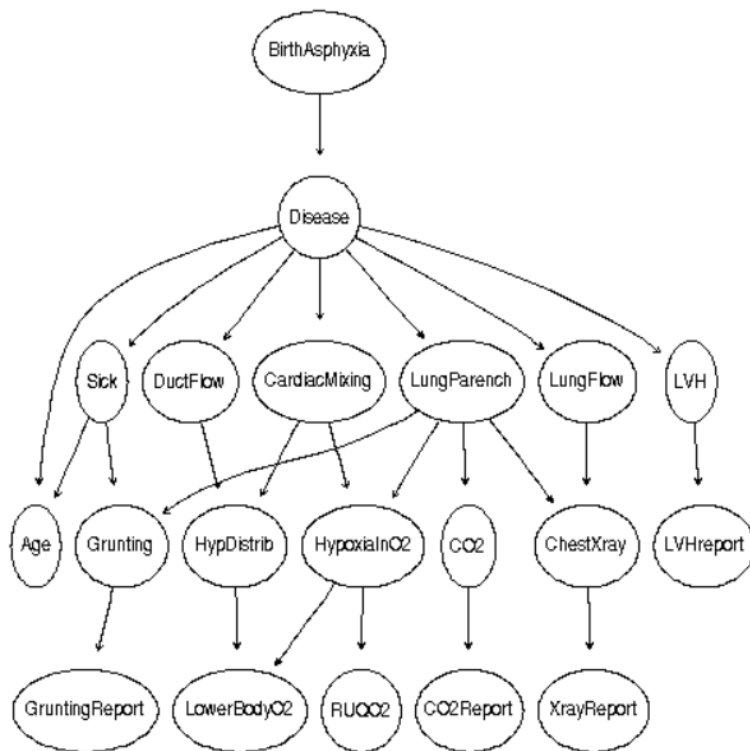 BirthAsphyxia
Disease
Sick
DuctFlow
CardiacMixing
LungParench
LungFlow
LVH
Age
Grunting
HypDistrib
HypoxiaInO2
CO2
ChestXray
LVHreport
GruntingReport
LowerBodyO2
RUQO2
CO2Report
XrayReport